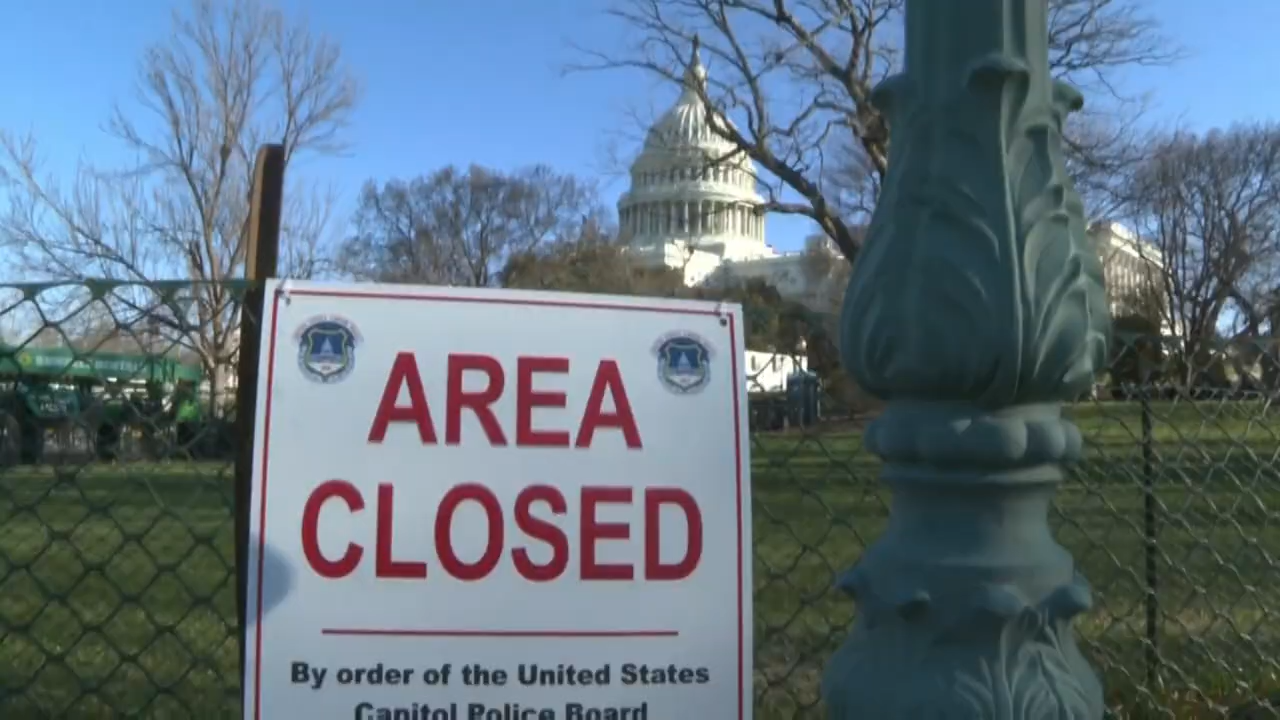 AREA
CLOSED
By order of the United States
Capitol Police Board